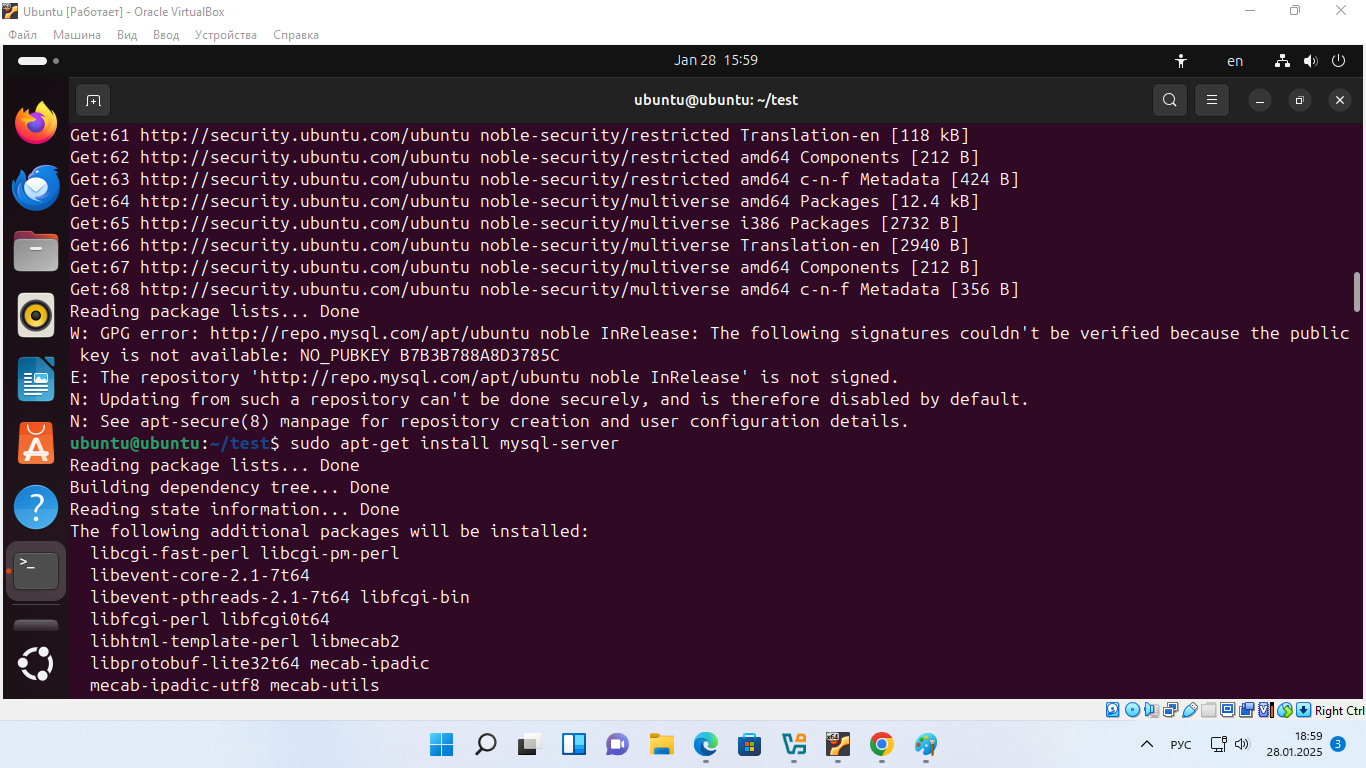 Ubuntu [Работает] - Oracle VirtualBox
Файл Машина Вид Ввод Устройства Справка
Jan 28 15:59
en
ubuntu@ubuntu: ~/test
Get:61 http://security.ubuntu.com/ubuntu noble-security/restricted Translation-en [118 kB]
Get:62 http://security.ubuntu.com/ubuntu noble-security/restricted amd64 Components [212 B]
Get:63 http://security.ubuntu.com/ubuntu noble-security/restricted amd64 c-n-f Metadata [424 B]
Get:64 http://security.ubuntu.com/ubuntu noble-security/multiverse amd64 Packages [12.4 kB]
Get:65 http://security.ubuntu.com/ubuntu noble-security/multiverse i386 Packages [2732 B]
Get:66 http://security.ubuntu.com/ubuntu noble-security/multiverse Translation-en [2940 B]
Get:67 http://security.ubuntu.com/ubuntu noble-security/multiverse amd64 Components [212 B]
Get:68 http://security.ubuntu.com/ubuntu noble-security/multiverse amd64 c-n-f Metadata [356 B]
Reading package lists... Done
W: GPG error: http://repo.mysql.com/apt/ubuntu noble InRelease: The following signatures couldn't be verified because the public
key is not available: NO_PUBKEY B7B3B788A8D3785C
E: The repository 'http://repo.mysql.com/apt/ubuntu noble InRelease' is not signed.
N: Updating from such a repository can't be done securely, and is therefore disabled by default.
N: See apt-secure(8) manpage for repository creation and user configuration details.
ubuntu@ubuntu:~/test$ sudo apt-get install mysql-server
Reading package lists... Done
Building dependency tree... Done
Reading state information... Done
The following additional packages will be installed:
libcgi-fast-perl libcgi-pm-perl
libevent-core-2.1-7t64
libevent-pthreads-2.1-7t64 libfcgi-bin
libfcgi-perl libfcgi0t64
libhtml-template-perl libmecab2
libprotobuf-lite32t64 mecab-ipadic
mecab-ipadic-utf8 mecab-utils
Right Ctrl
РУС
18:59
28.01.2025
3